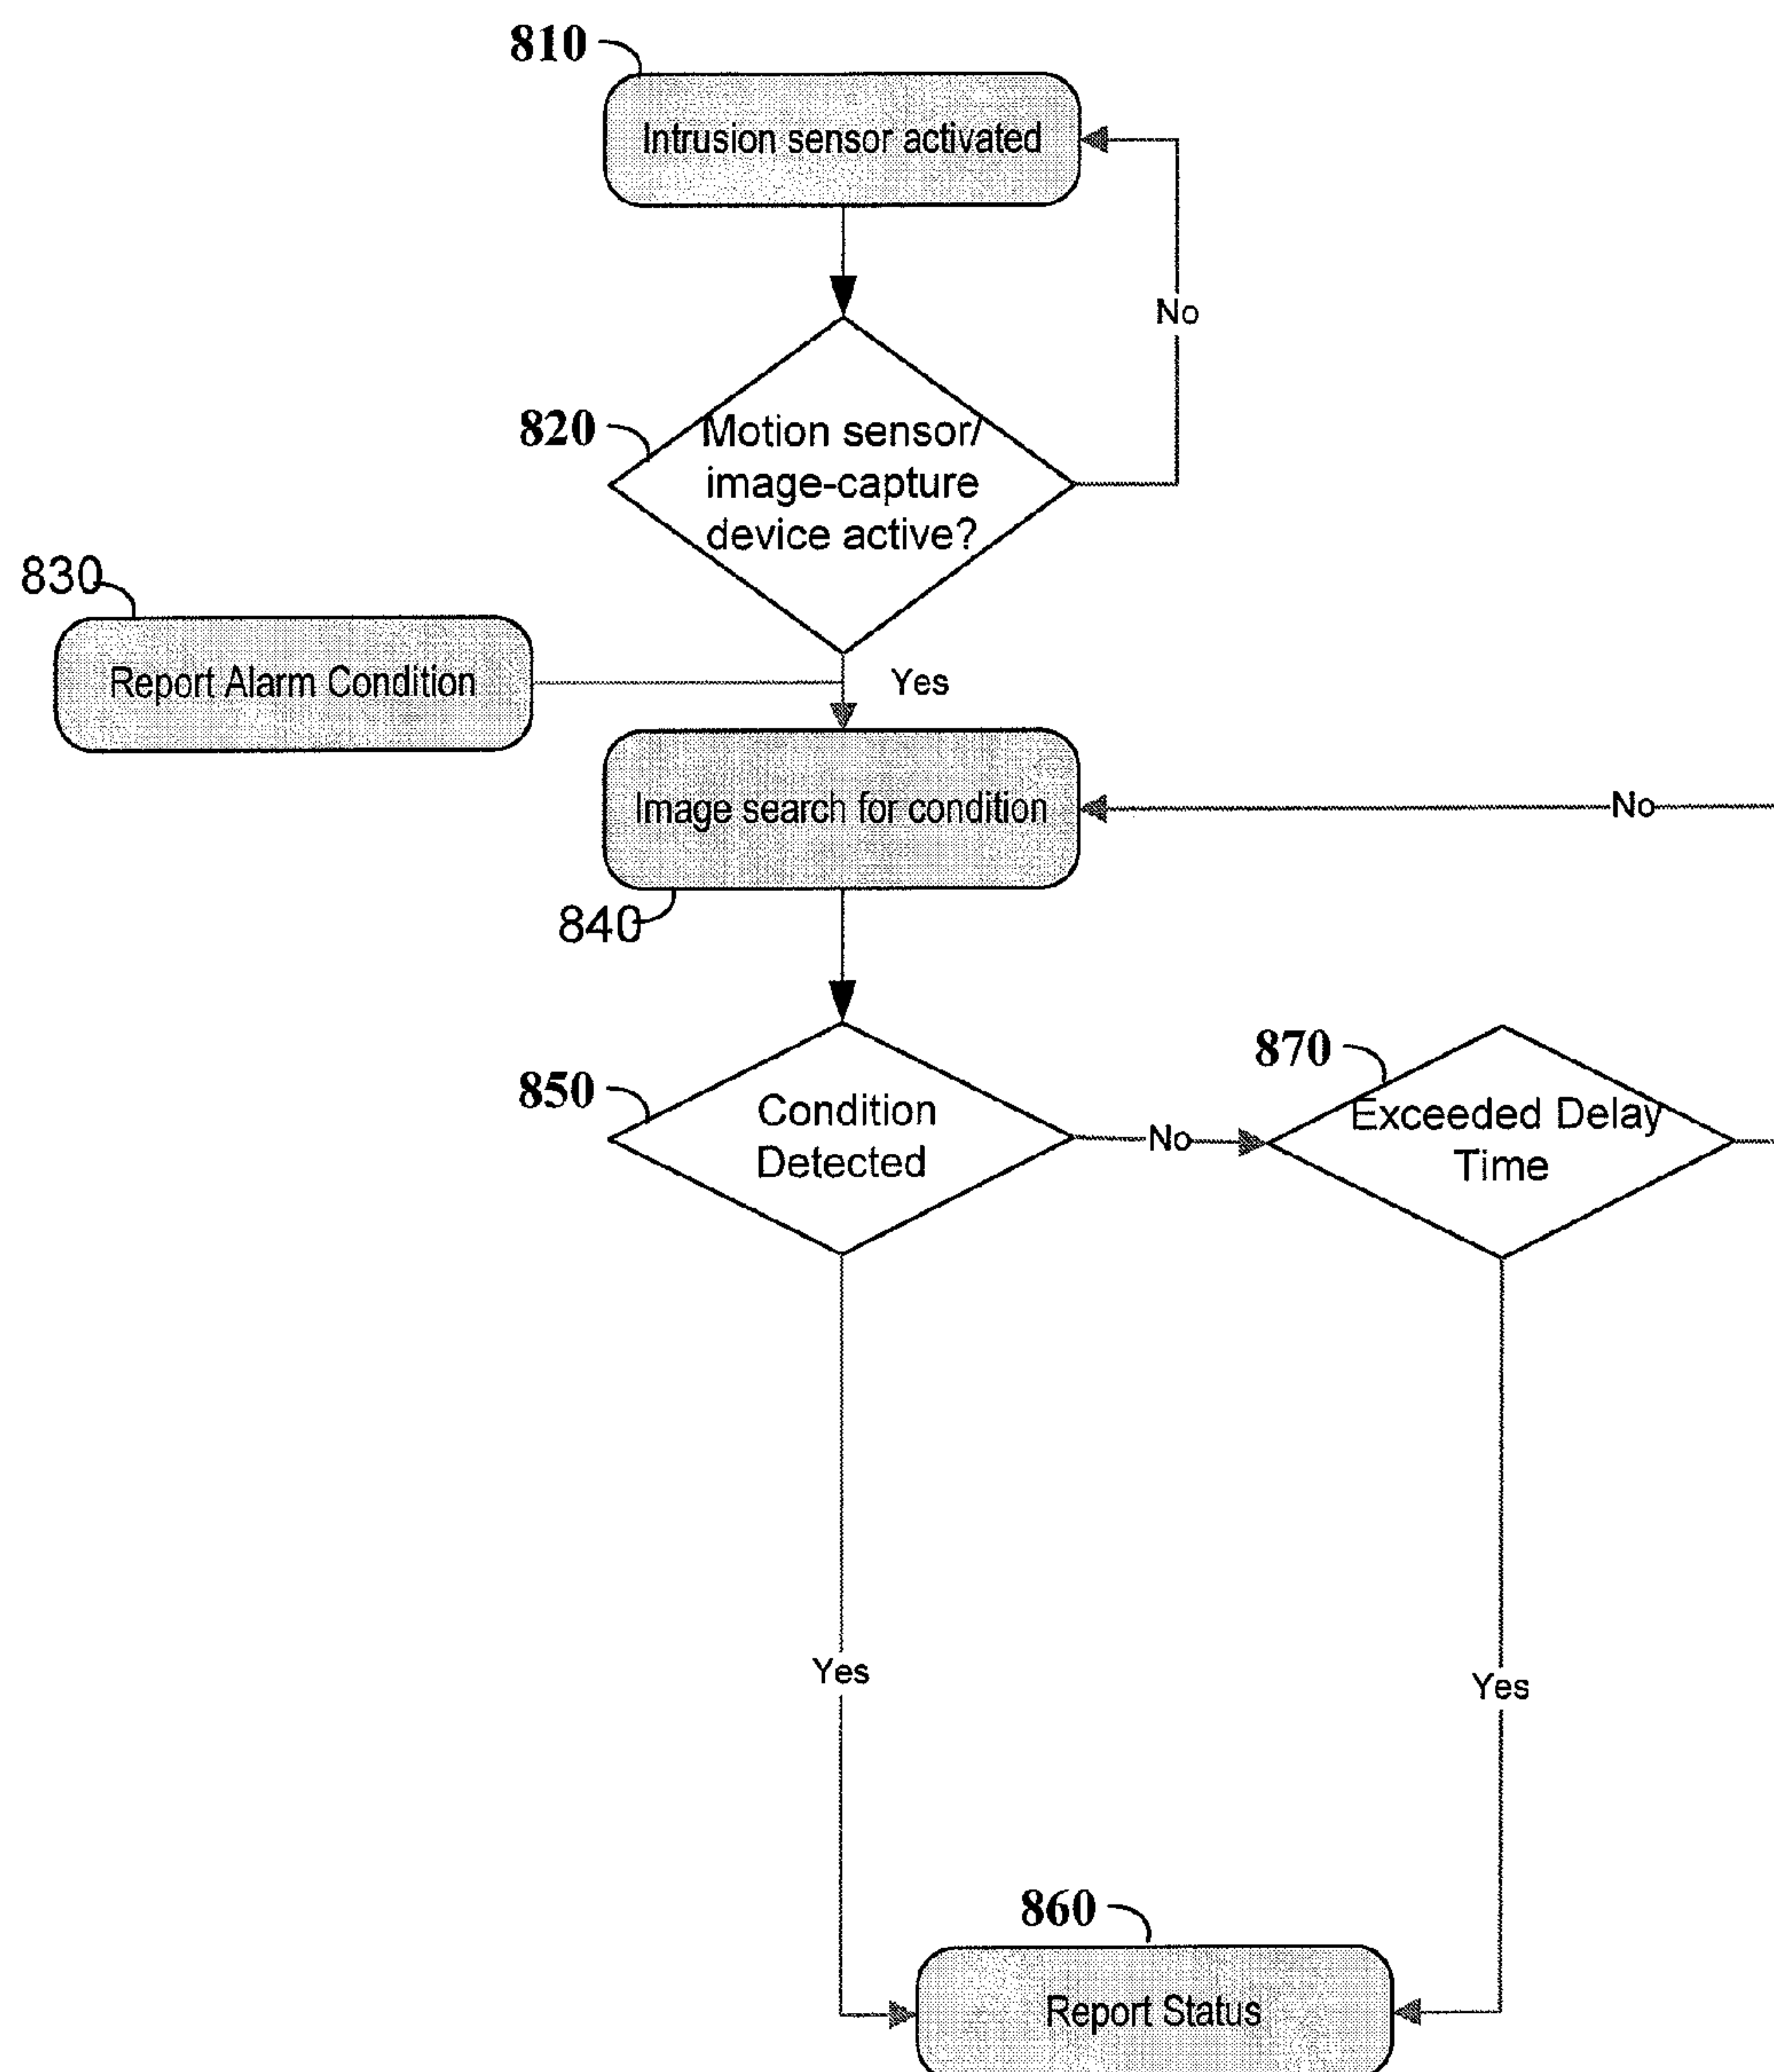 810
Intrusion sensor activated
No
820
Motion sensor/
image-capture
device active?
830
Report Alarm Condition
Yes
Image search for condition
No
840
850
Condition
Detected
No
870
Exceeded Delay
Time
Yes
Yes
860
Report Status